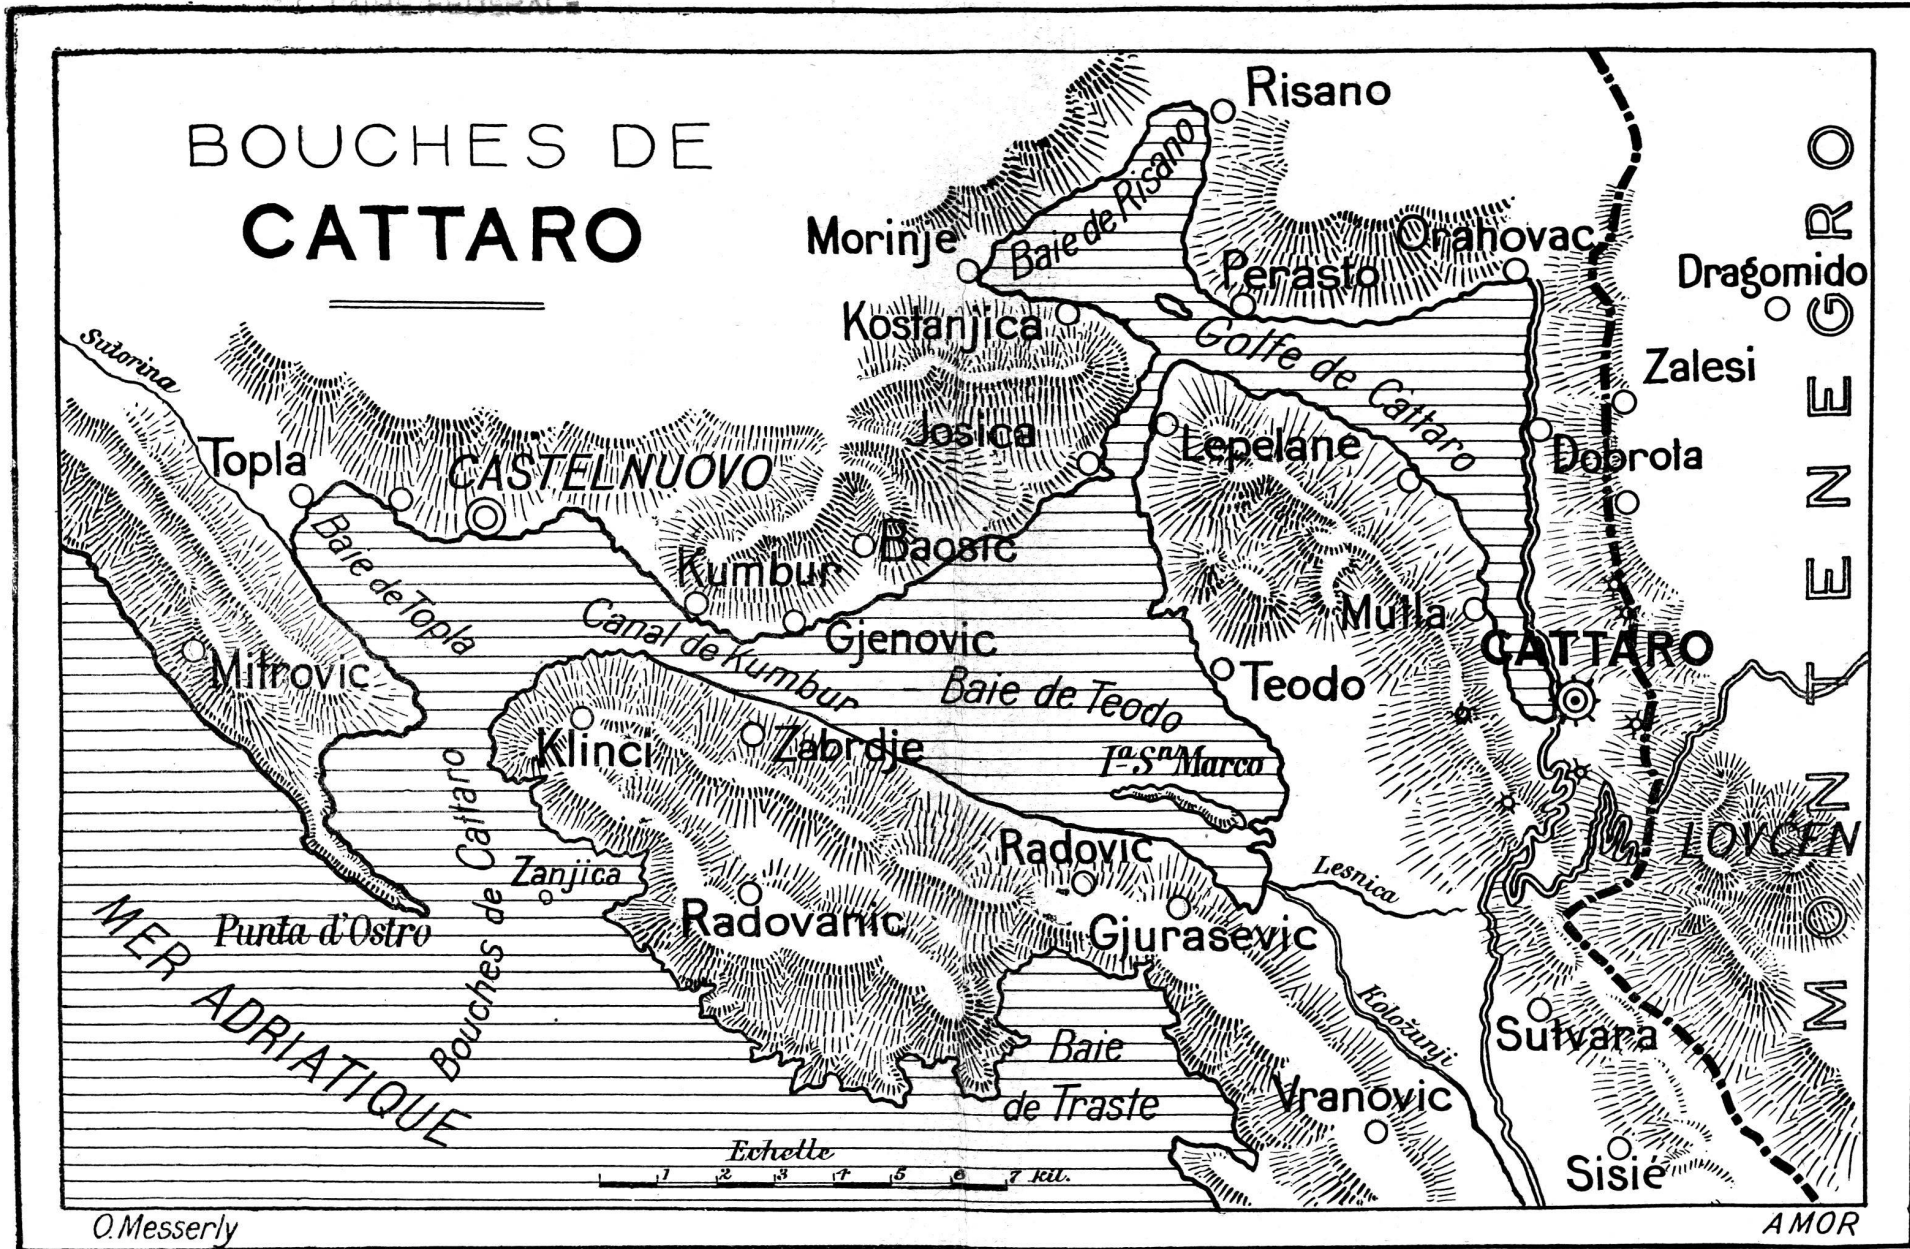 BOUCHES DE
CATTARO
Risano
Baie de Risano
Morinje
Orahovac
Perasto
Dragomido
Kostanjica
Golfe de Cattaro
Zalesi
Sutorina
Josica
Lepelane
Dobrota
Topla
CASTELNUOVO
Baie de Topla
Baosic
Kumbur
Canal de Kumbur
Gjenovic
Mulla
CATTARO
Mitrovic
Teodo
Baie de Teodo
Klinci
Zabrdje
Iª. Sⁿ Marco
MONTENEGRO
LOVĆEN
Radovic
Zanjica
Lesnica
Radovanic
Gjurasevic
Punta d'Ostro
Bouches de Cattaro
MER ADRIATIQUE
Koložunji
Sutvara
Baie
de Traste
Vranovic
Sisié
Echelle
1 2 3 4 5 6 7 kil.
O. Messerly
AMOR